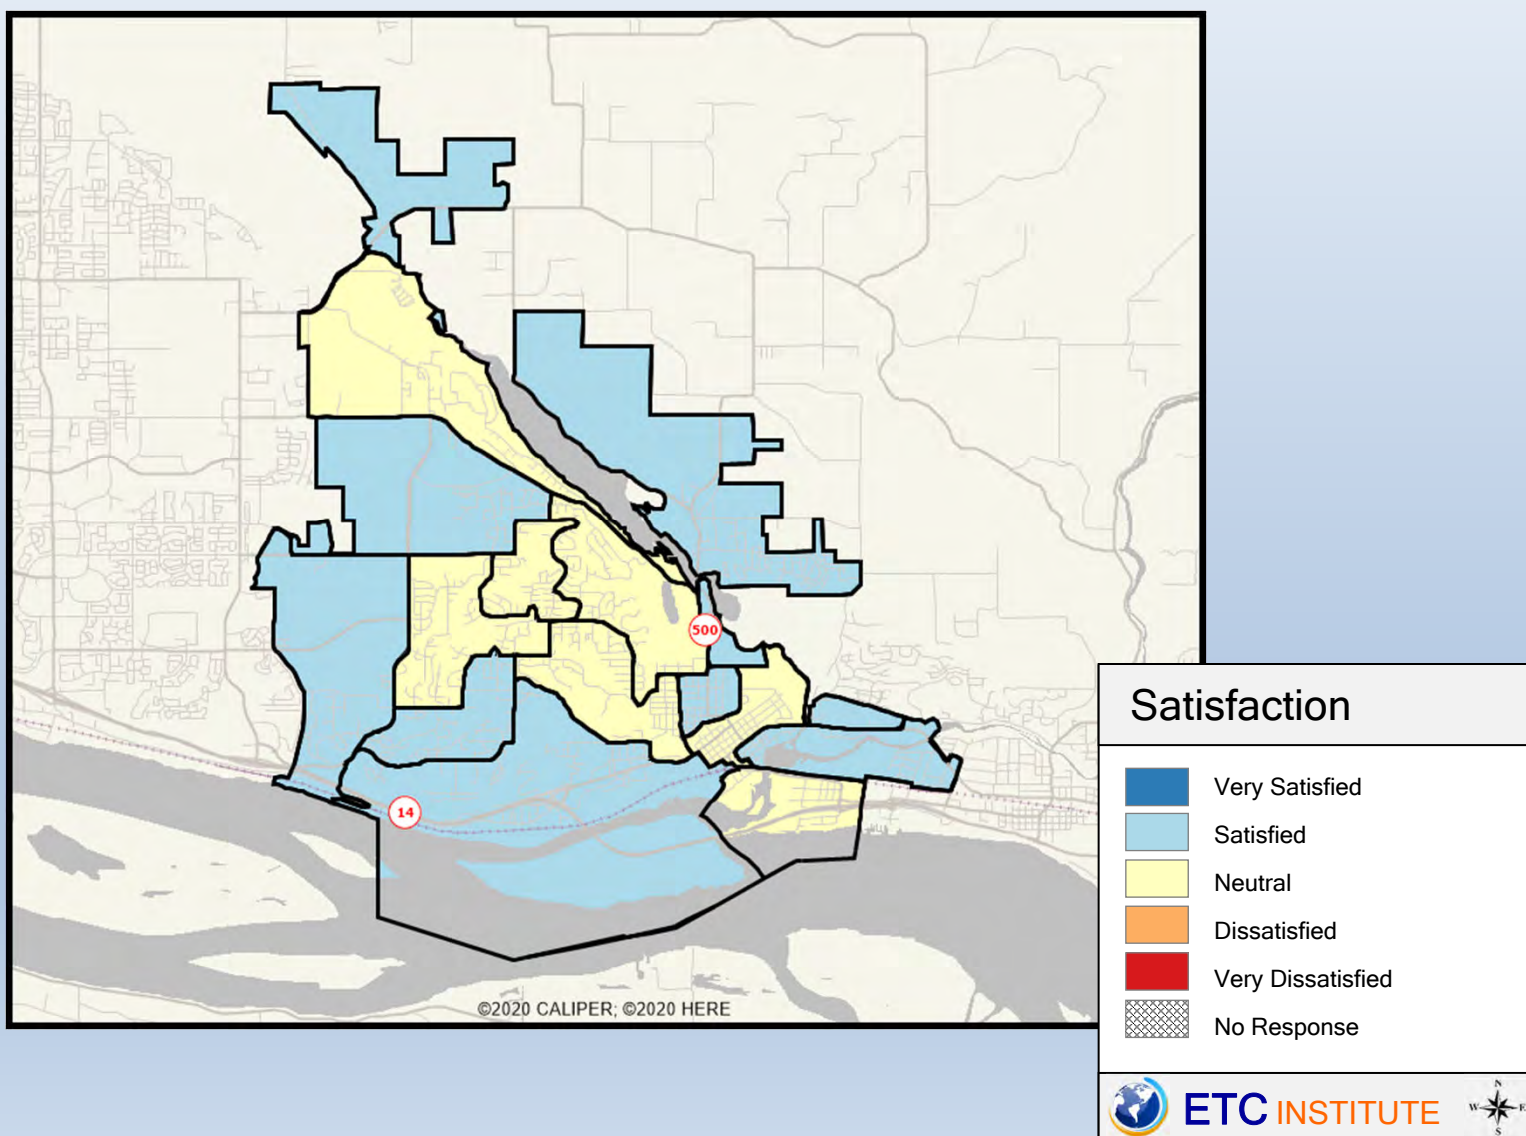 500
14
©2020 CALIPER; ©2020 HERE
Satisfaction
Very Satisfied
Satisfied
Neutral
Dissatisfied
Very Dissatisfied
No Response
ETC INSTITUTE
N
W E
S